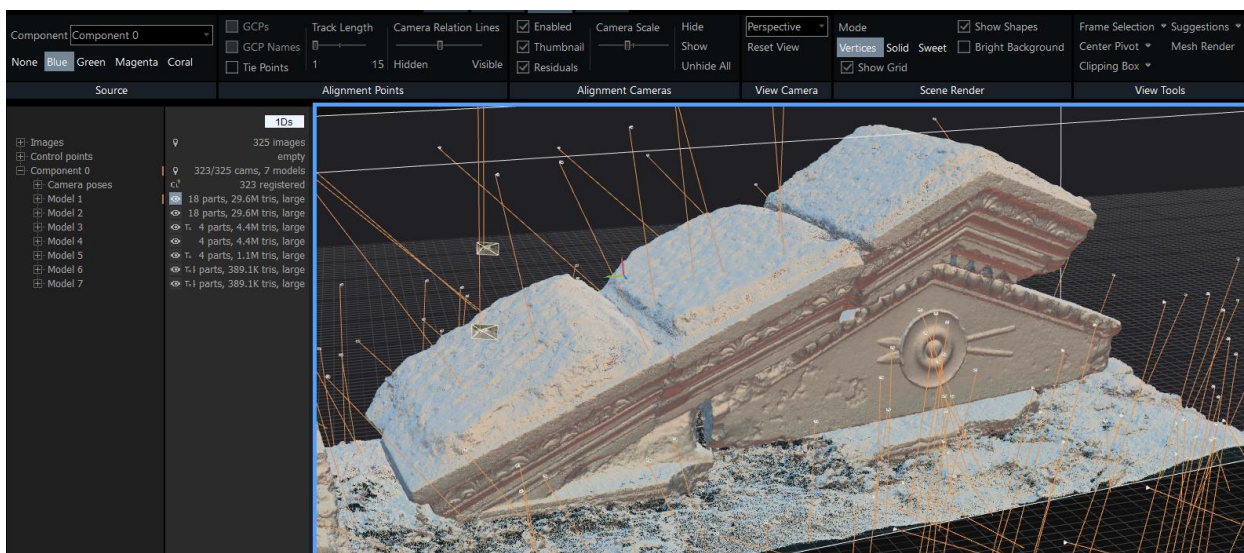 Component Component 0
None Blue Green Magenta Coral
Source
GCPs
GCP Names
Tie Points
Track Length
1 15
Camera Relation Lines
Hidden Visible
Alignment Points
Enabled
Thumbnail
Residuals
Camera Scale
Hide
Show
Unhide All
Alignment Cameras
Perspective
Reset View
View Camera
Mode
Vertices Solid Sweet
Show Grid
Show Shapes
Bright Background
Scene Render
Frame Selection
Center Pivot
Clipping Box
Suggestions
Mesh Render
View Tools
1Ds
Images 325 images
Control points empty
Component 0 323/325 cams, 7 models
Camera poses 323 registered
Model 1 18 parts, 29.6M tris, large
Model 2 18 parts, 29.6M tris, large
Model 3 4 parts, 4.4M tris, large
Model 4 4 parts, 4.4M tris, large
Model 5 4 parts, 1.1M tris, large
Model 6 parts, 389.1K tris, large
Model 7 parts, 389.1K tris, large